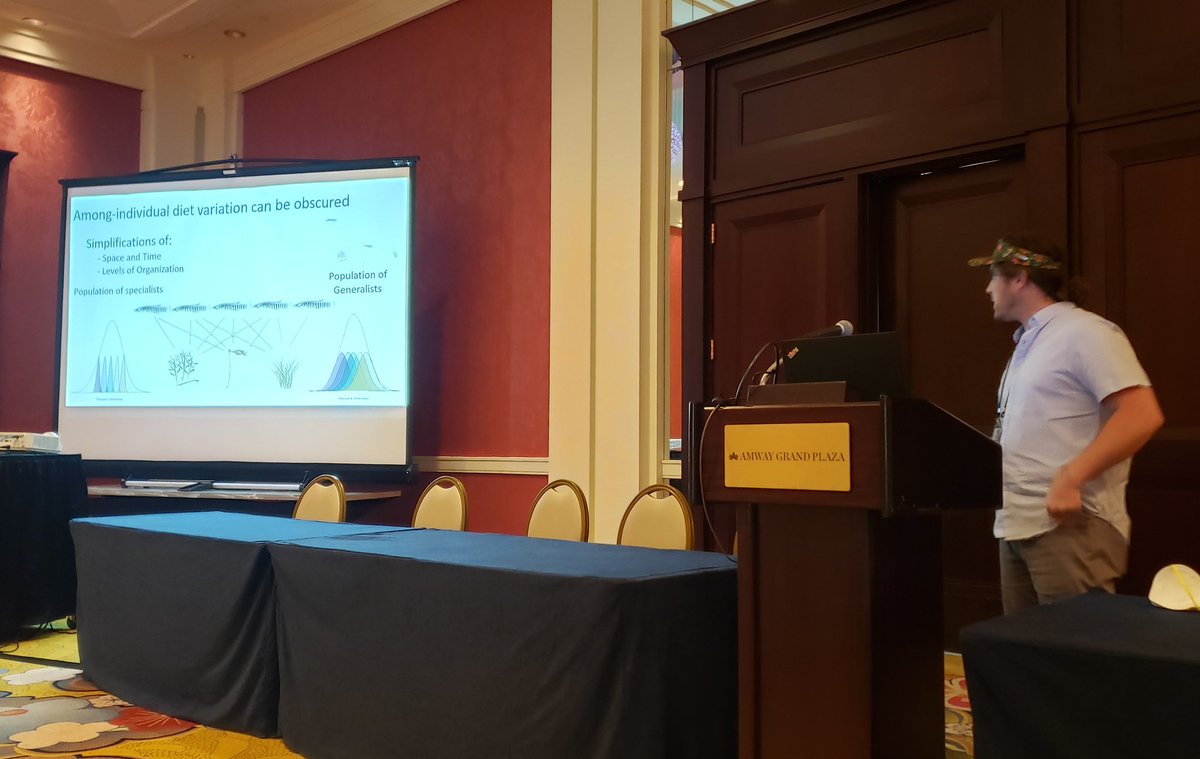 Among-individual diet variation can be obscured
Simplifications of:
- Space and Time
- Levels of Organization
Population of specialists
Population of
Generalists
AMWAY GRAND PLAZA